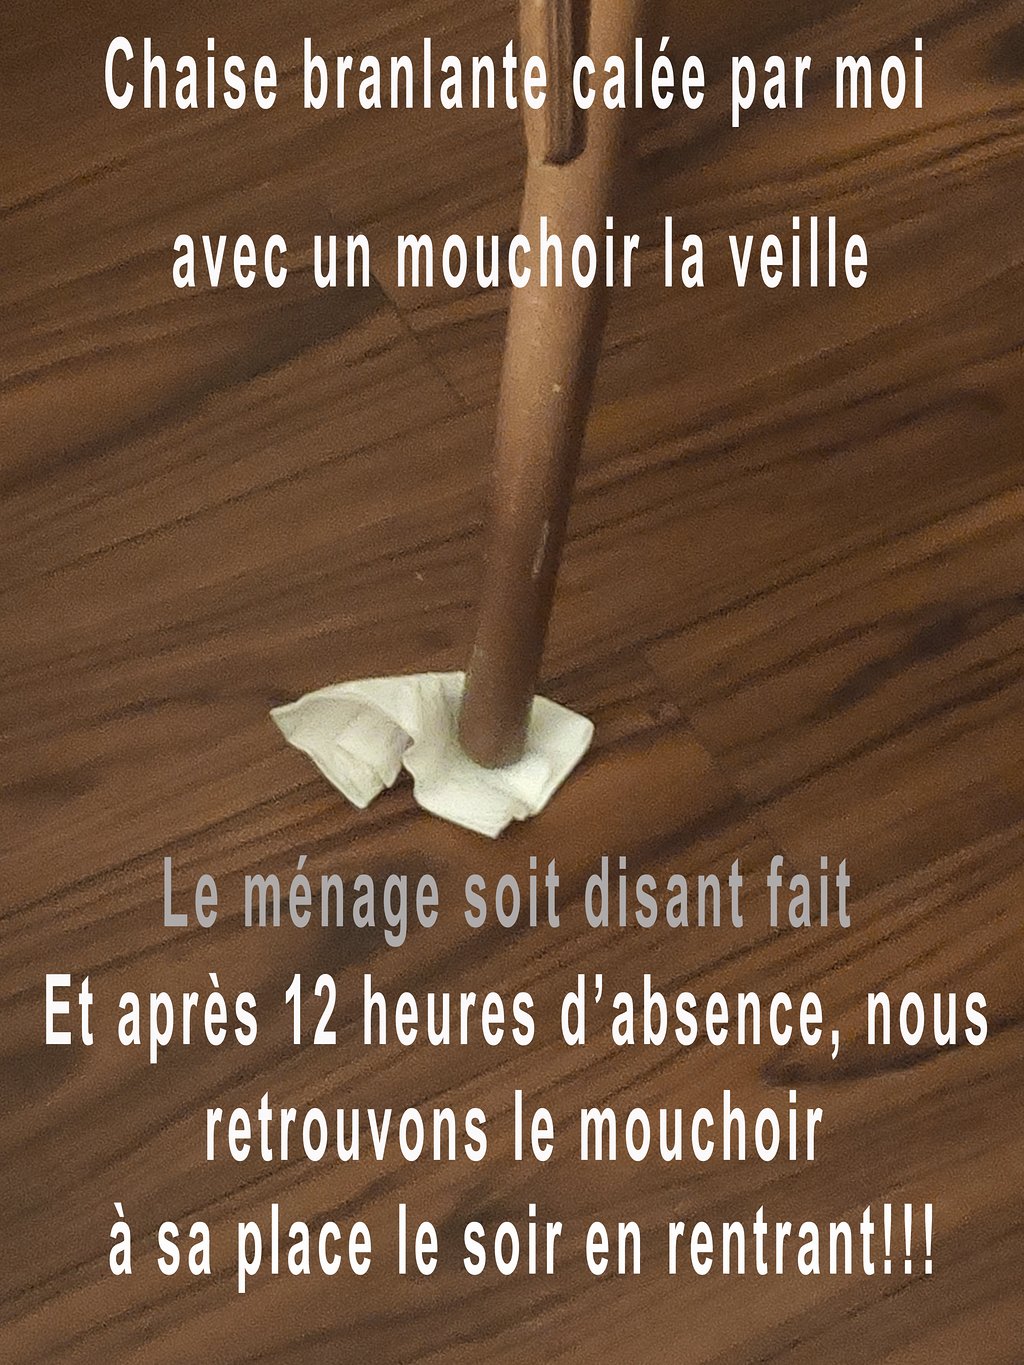 Chaise branlante calée par moi
avec un mouchoir la veille
Le ménage soit disant fait
Et après 12 heures d’absence, nous
retrouvons le mouchoir
à sa place le soir en rentrant!!!